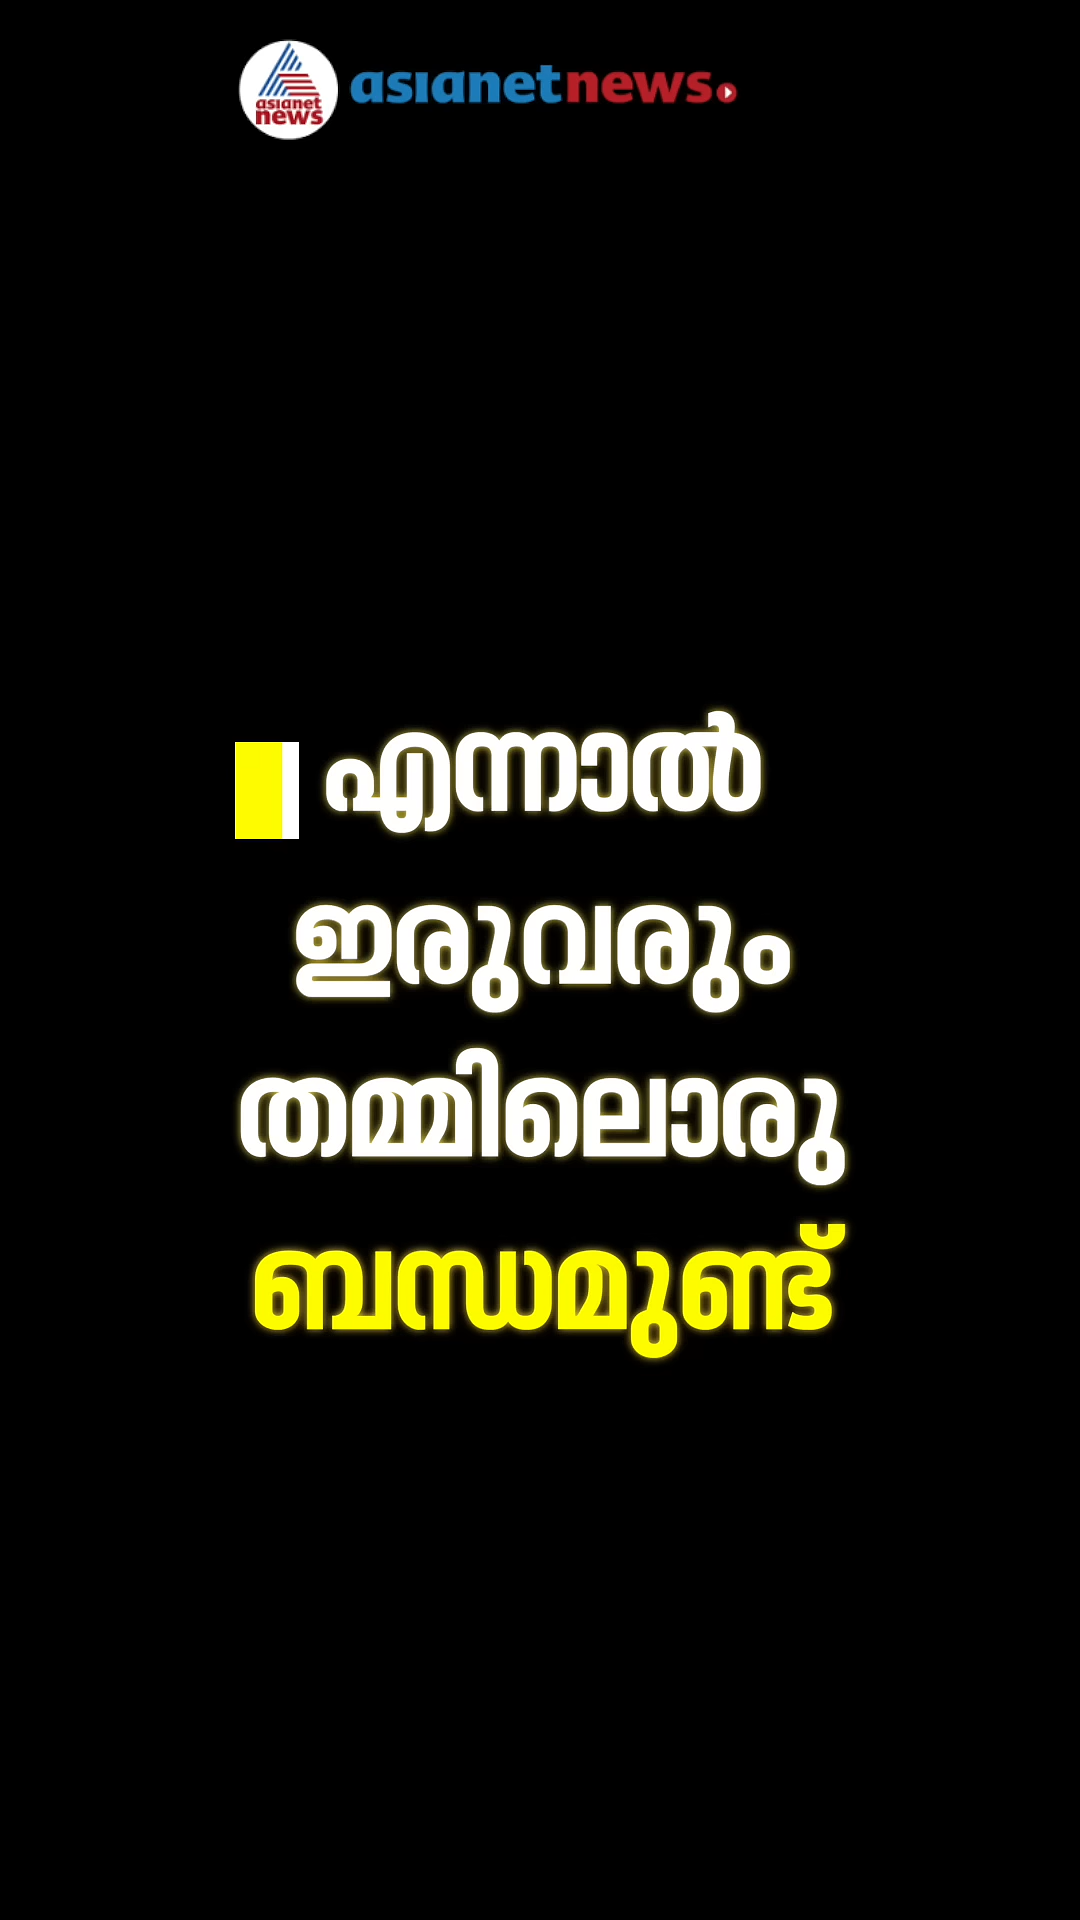 asianet news
asianetnews
എന്നാൽ
ഇരുവരും
തമ്മിലൊരു
ബന്ധമുണ്ട്